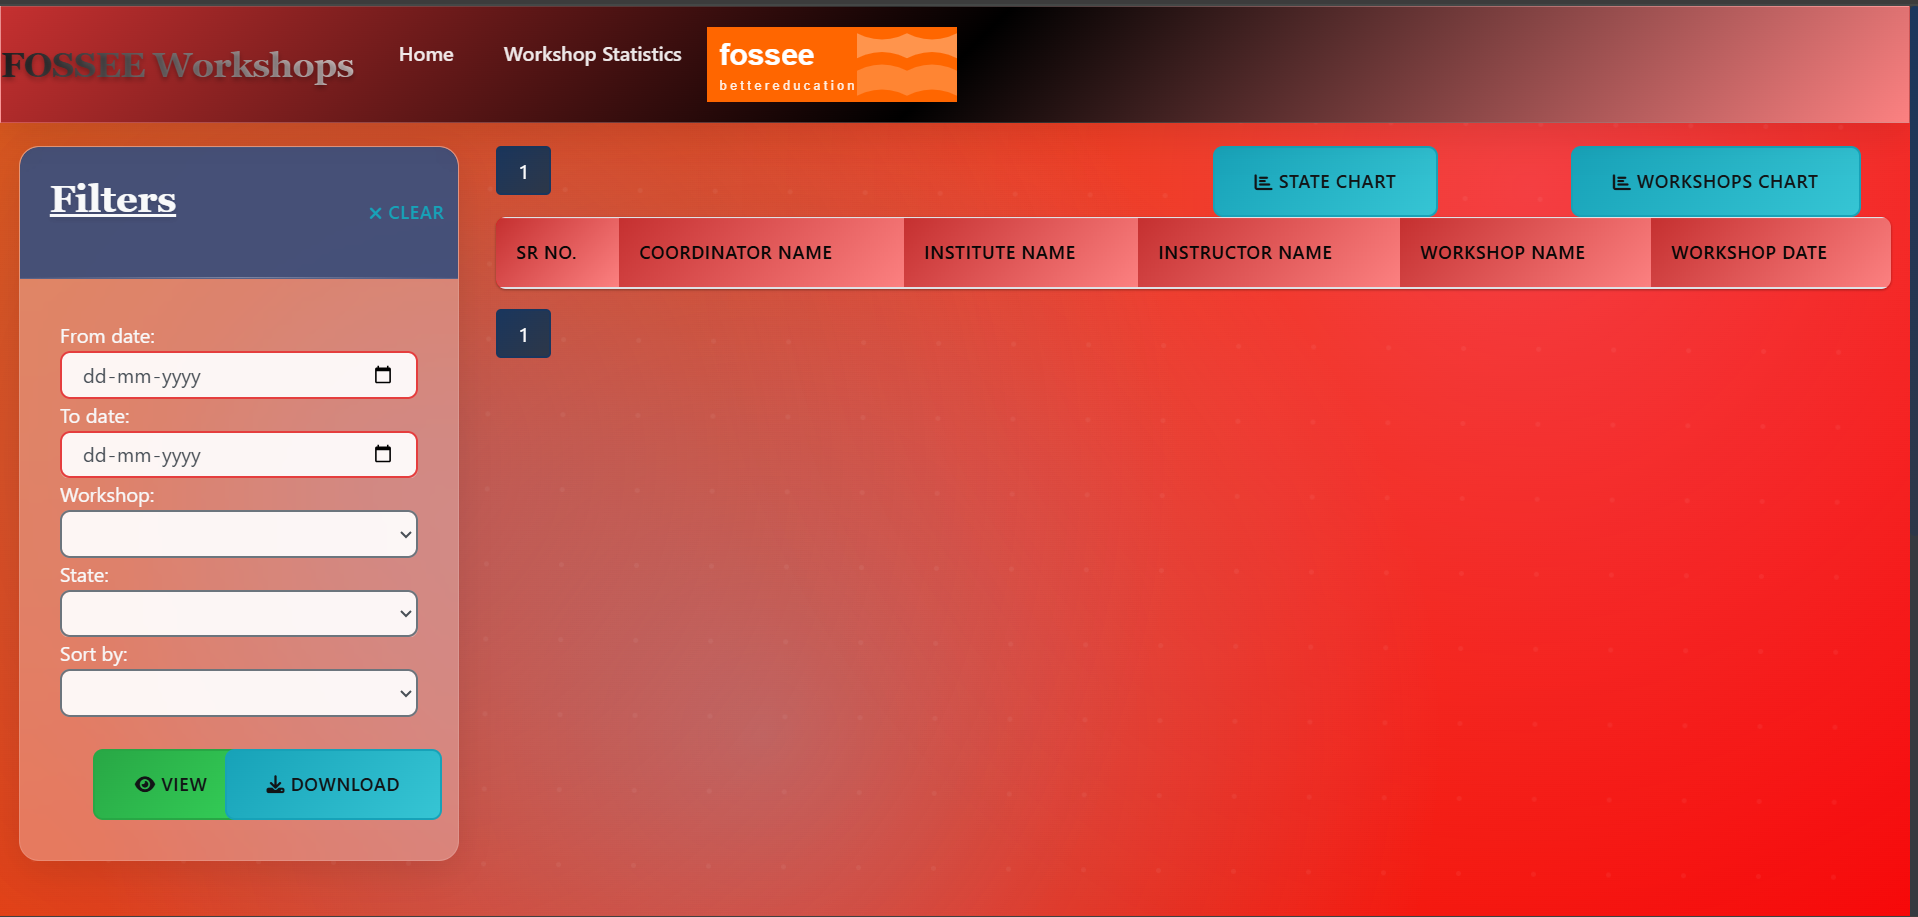 FOSSEE Workshops
Home
Workshop Statistics
fossee
bettereducation
Filters
CLEAR
From date:
dd-mm-yyyy
To date:
dd-mm-yyyy
Workshop:
State:
Sort by:
VIEW
DOWNLOAD
1
STATE CHART
WORKSHOPS CHART
SR NO.
COORDINATOR NAME
INSTITUTE NAME
INSTRUCTOR NAME
WORKSHOP NAME
WORKSHOP DATE
1